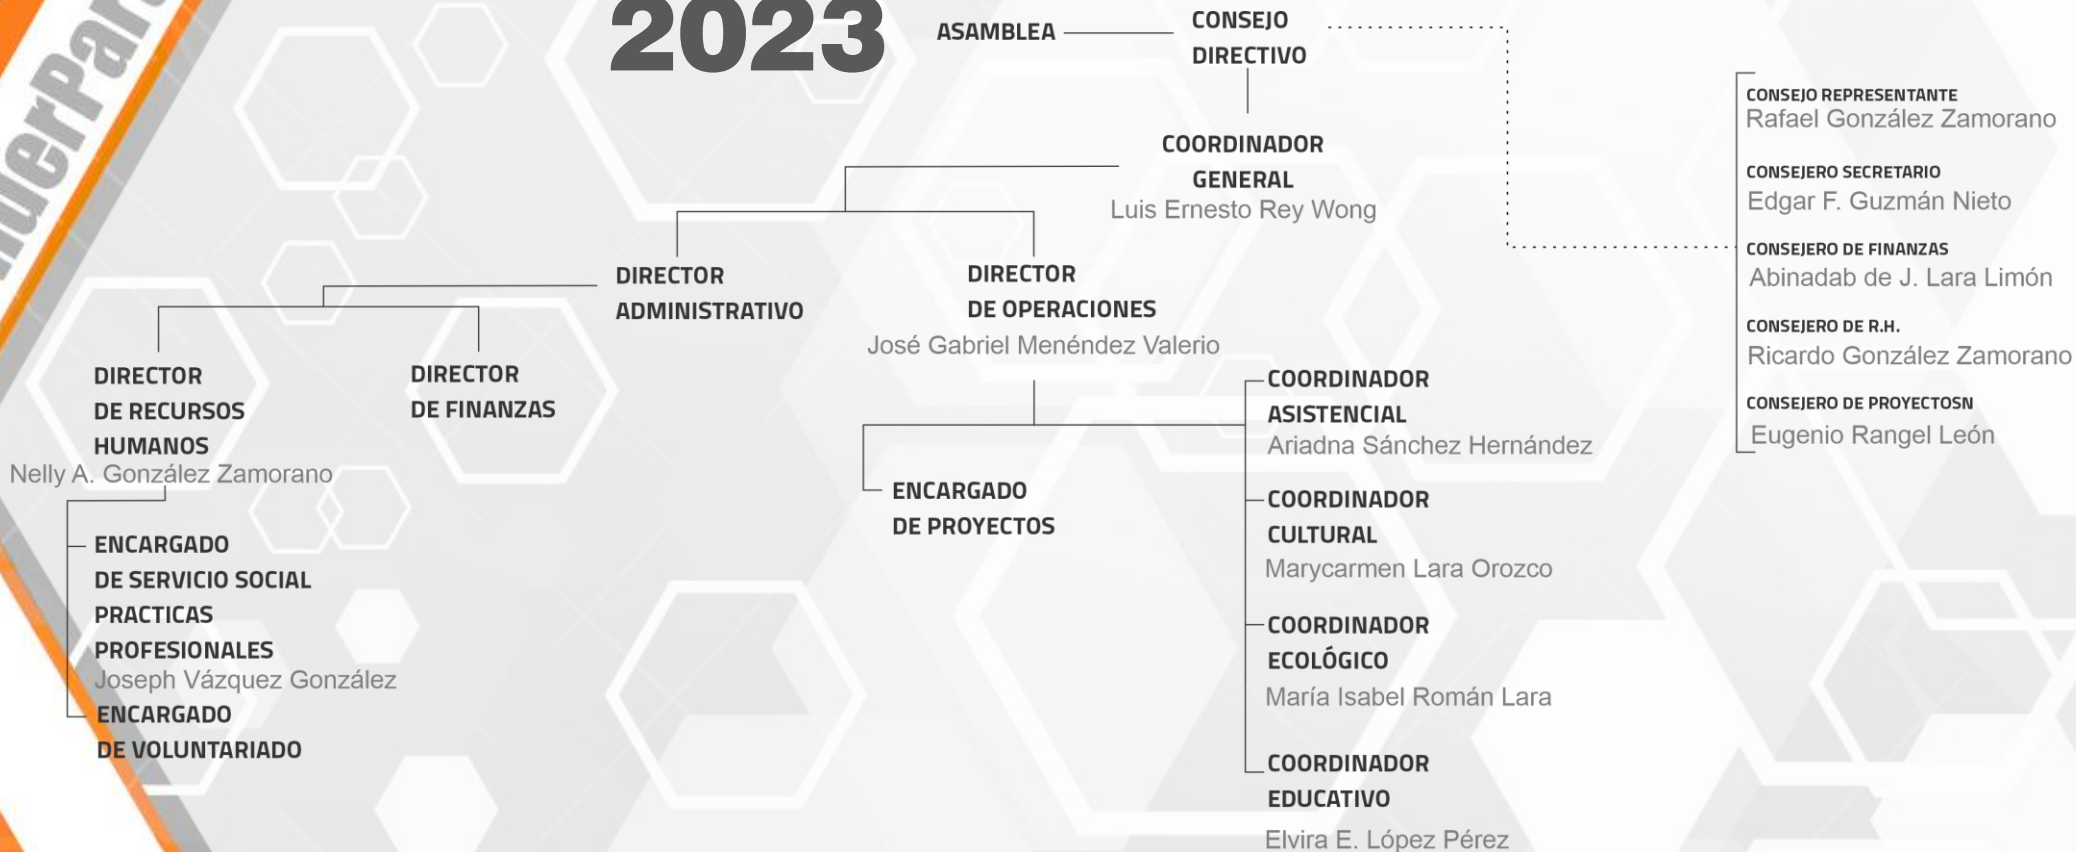 2023
ASAMBLEA
CONSEJO
DIRECTIVO
COORDINADOR
GENERAL
Luis Ernesto Rey Wong
CONSEJO REPRESENTANTE
Rafael González Zamorano
CONSEJERO SECRETARIO
Edgar F. Guzmán Nieto
CONSEJERO DE FINANZAS
Abinadab de J. Lara Limón
CONSEJERO DE R.H.
Ricardo González Zamorano
CONSEJERO DE PROYECTOSN
Eugenio Rangel León
DIRECTOR
ADMINISTRATIVO
DIRECTOR
DE OPERACIONES
José Gabriel Menéndez Valerio
DIRECTOR
DE RECURSOS
HUMANOS
Nelly A. González Zamorano
DIRECTOR
DE FINANZAS
ENCARGADO
DE SERVICIO SOCIAL
PRACTICAS
PROFESIONALES
Joseph Vázquez González
ENCARGADO
DE VOLUNTARIADO
ENCARGADO
DE PROYECTOS
COORDINADOR
ASISTENCIAL
Ariadna Sánchez Hernández
COORDINADOR
CULTURAL
Marycarmen Lara Orozco
COORDINADOR
ECOLÓGICO
María Isabel Román Lara
COORDINADOR
EDUCATIVO
Elvira E. López Pérez